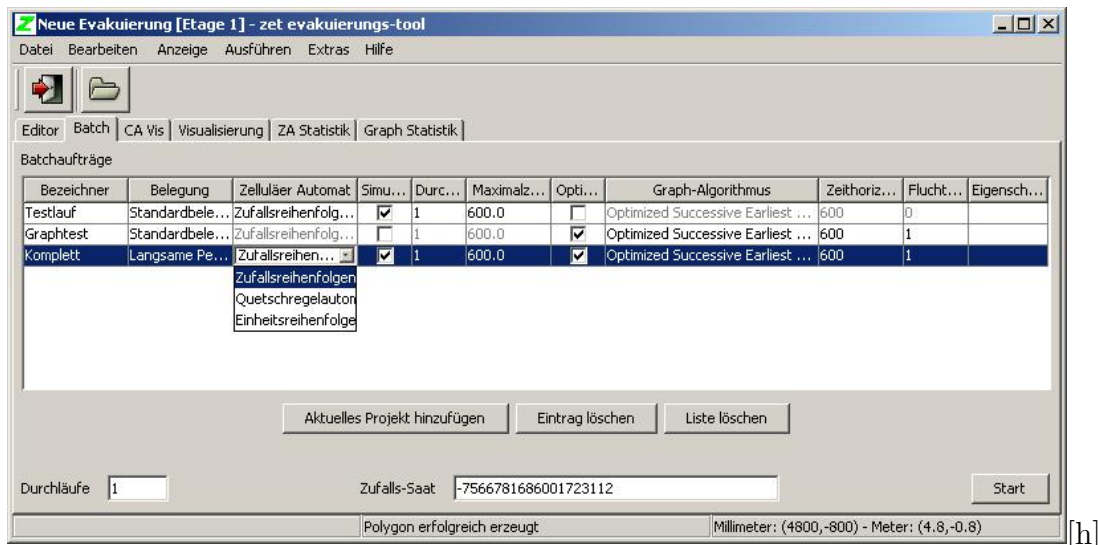 Neue Evakuierung [Etage 1] - zet evakuierungs-tool
Datei Bearbeiten Anzeige Ausführen Extras Hilfe
Editor Batch CA Vis Visualisierung ZA Statistik Graph Statistik
Batchaufträge
Bezeichner Belegung Zelluläer Automat Simu... Durc... Maximalz... Opti... Graph-Algorithmus Zeithoriz... Flucht... Eigensch...
Testlauf Standardbele... Zufallsreihenfolg... 1 600.0 Optimized Successive Earliest ... 600 0
Graphtest Standardbele... Zufallsreihenfolg... 1 600.0 Optimized Successive Earliest ... 600 1
Komplett Langsame Pe... Zufallsreihen... 1 600.0 Optimized Successive Earliest ... 600 1
Zufallsreihenfolgen
Quetschregelauton
Einheitsreihenfolge
Aktuelles Projekt hinzufügen Eintrag löschen Liste löschen
Durchläufe 1 Zufalls-Saat -7566781686001723112 Start
Polygon erfolgreich erzeugt Millimeter: (4800,-800) - Meter: (4.8,-0.8)
[h]